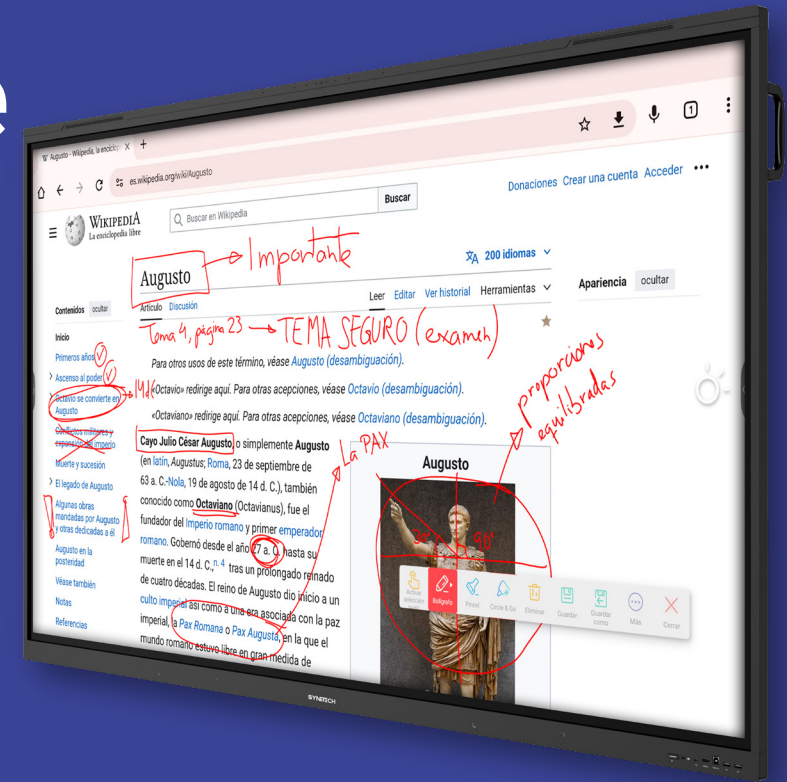 e
Augusto - Wikipedia, la enciclop
1
es.wikipedia.org/wiki/Augusto
WIKIPEDIA
La enciclopedia libre
Buscar en Wikipedia
Buscar
Donaciones Crear una cuenta Acceder
Augusto
Importante
200 idiomas
Artículo Discusión
Leer Editar Ver historial Herramientas
Apariencia ocultar
Tema 4, página 23 → TEMA SEGURO (examen)
Contenidos ocultar
Inicio
Primeros años
Ascenso al poder
Octavio se convierte en
Augusto
Conflictos militares y
expansión del imperio
Muerte y sucesión
El legado de Augusto
Algunas obras
mandadas por Augusto
y otras dedicadas a él
Augusto en la
posteridad
Véase también
Notas
Referencias
Para otros usos de este término, véase Augusto (desambiguación).
«Octavio» redirige aquí. Para otras acepciones, véase Octavio (desambiguación).
«Octaviano» redirige aquí. Para otras acepciones, véase Octaviano (desambiguación).
Cayo Julio César Augusto, o simplemente Augusto
(en latín, Augustus; Roma, 23 de septiembre de
63 a. C.-Nola, 19 de agosto de 14 d. C.), también
conocido como Octaviano (Octavianus), fue el
fundador del Imperio romano y primer emperador
romano. Gobernó desde el año 27 a. C. hasta su
muerte en el 14 d. C.,n. 4 tras un prolongado reinado
de cuatro décadas. El reino de Augusto dio inicio a un
culto imperial así como a una era asociada con la paz
imperial, la Pax Romana o Pax Augusta, en la que el
mundo romano estuvo libre en gran medida de
La PAX
proporciones
equilibradas
Augusto
90°
Activar
selección
Bolígrafo
Pincel
Circle & Go
Eliminar
Guardar
Guardar
como
Más
Cerrar